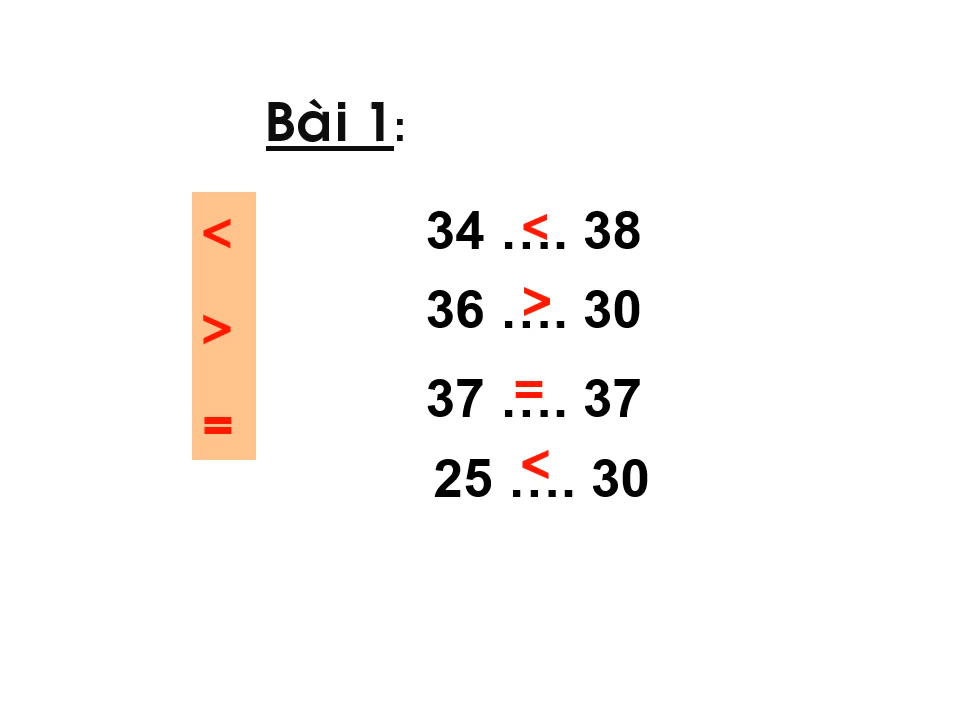 Bài 1:
<
>
=
34 .<... 38
36 .>... 30
37 .=... 37
25 .<... 30